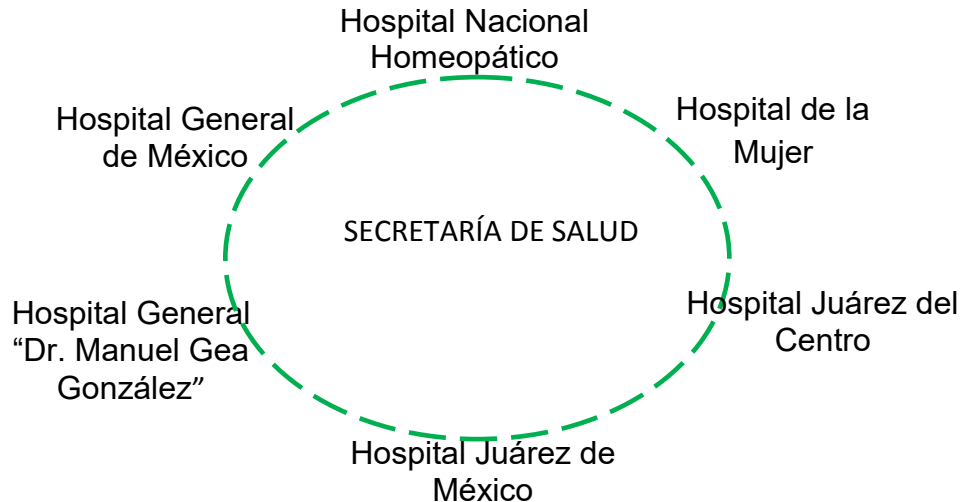 Hospital Nacional
Homeopático
Hospital General
de México
Hospital de la
Mujer
SECRETARÍA DE SALUD
Hospital General
“Dr. Manuel Gea
González”
Hospital Juárez del
Centro
Hospital Juárez de
México